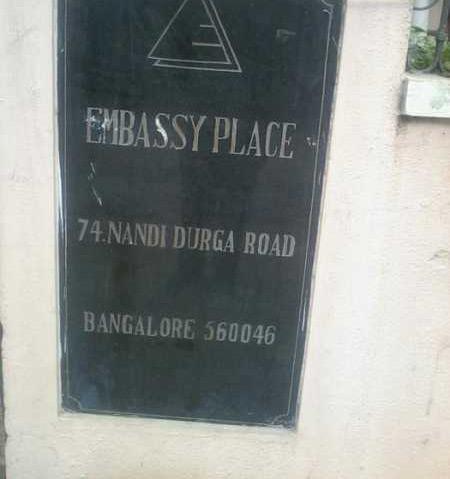 EMBASSY PLACE
74.NANDI DURGA ROAD
BANGALORE 560046